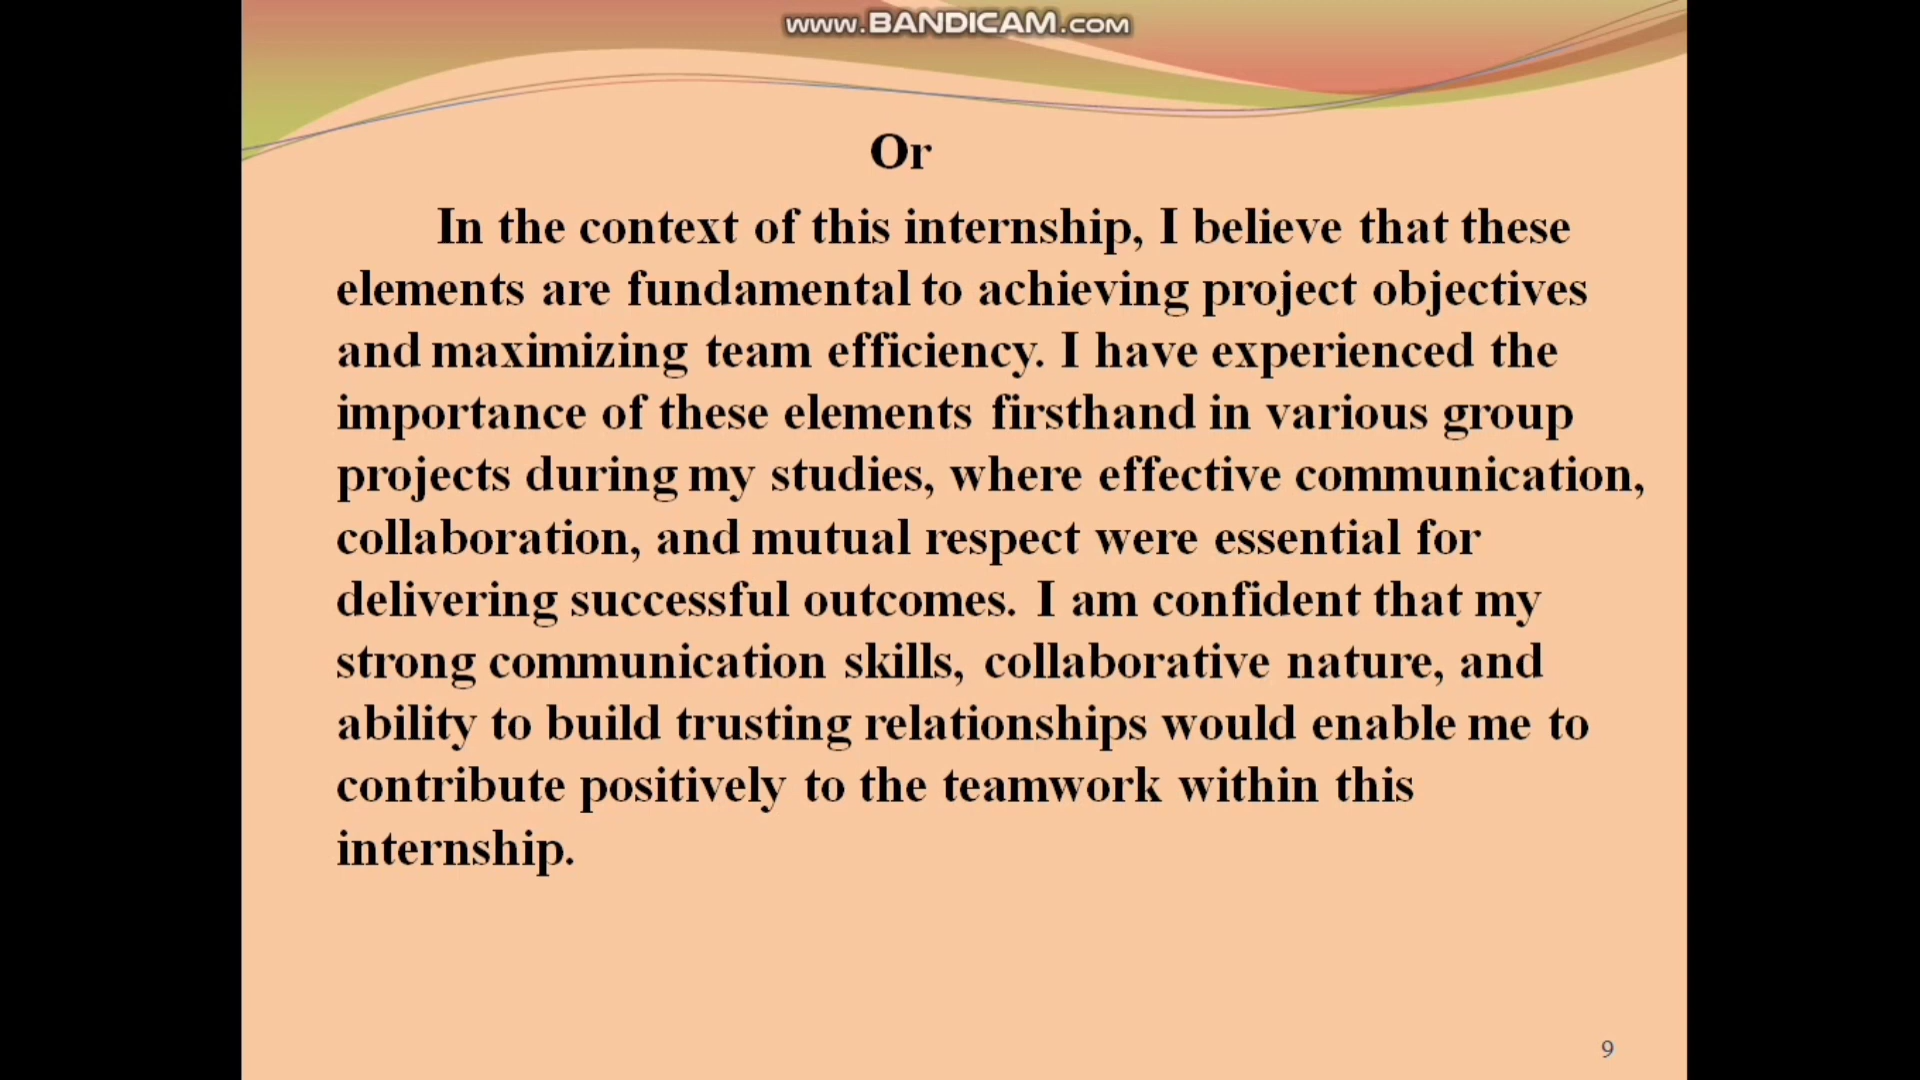 WWW.BANDICAM.COM
Or
In the context of this internship, I believe that these
elements are fundamental to achieving project objectives
and maximizing team efficiency. I have experienced the
importance of these elements firsthand in various group
projects during my studies, where effective communication,
collaboration, and mutual respect were essential for
delivering successful outcomes. I am confident that my
strong communication skills, collaborative nature, and
ability to build trusting relationships would enable me to
contribute positively to the teamwork within this
internship.
9